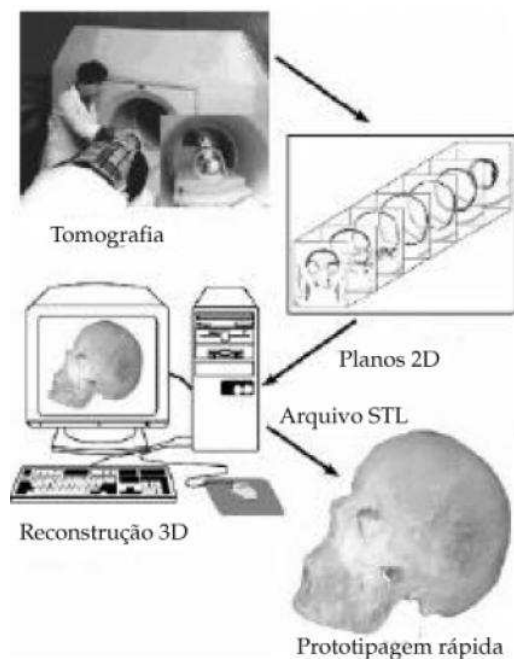 Tomografia
Planos 2D
Arquivo STL
Reconstrução 3D
Prototipagem rápida